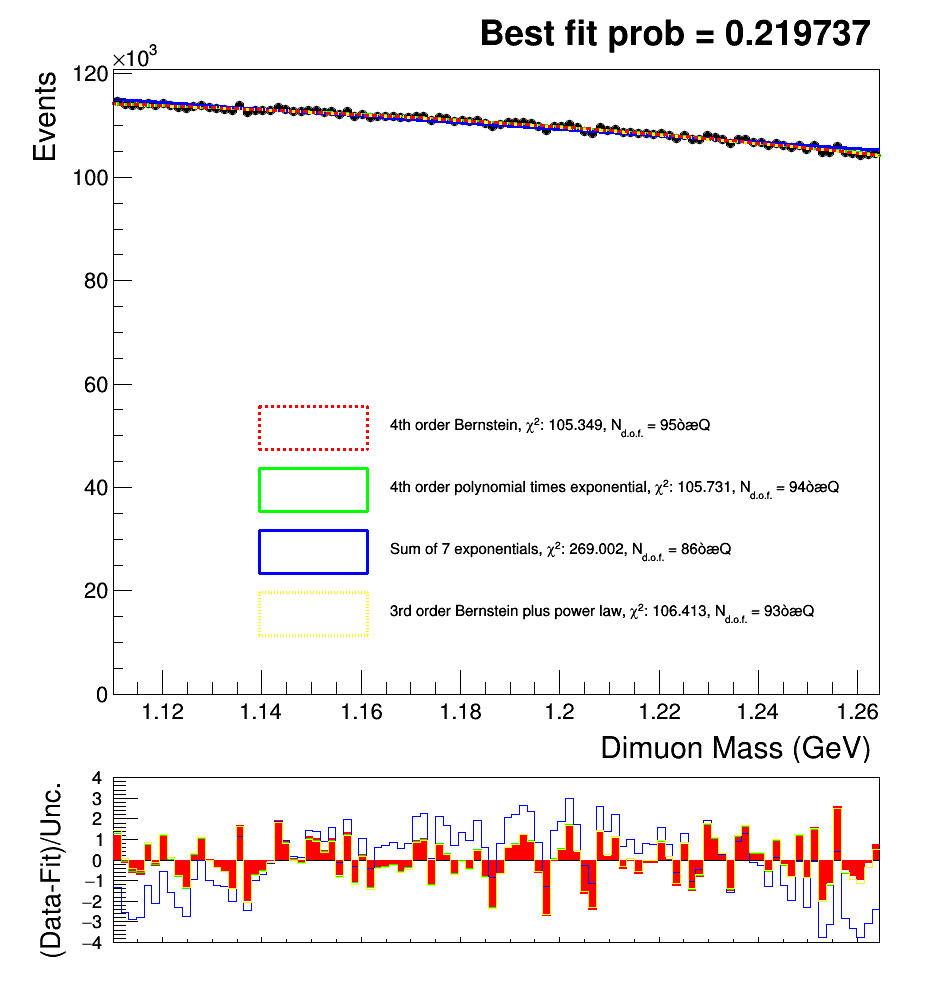 Best fit prob = 0.219737
×10³
Events
120
100
80
60
40
20
0
4th order Bernstein, χ²: 105.349, N_d.o.f. = 95òæQ
4th order polynomial times exponential, χ²: 105.731, N_d.o.f. = 94òæQ
Sum of 7 exponentials, χ²: 269.002, N_d.o.f. = 86òæQ
3rd order Bernstein plus power law, χ²: 106.413, N_d.o.f. = 93òæQ
1.12 1.14 1.16 1.18 1.2 1.22 1.24 1.26
Dimuon Mass (GeV)
(Data-Fit)/Unc.
4
3
2
1
0
−1
−2
−3
−4